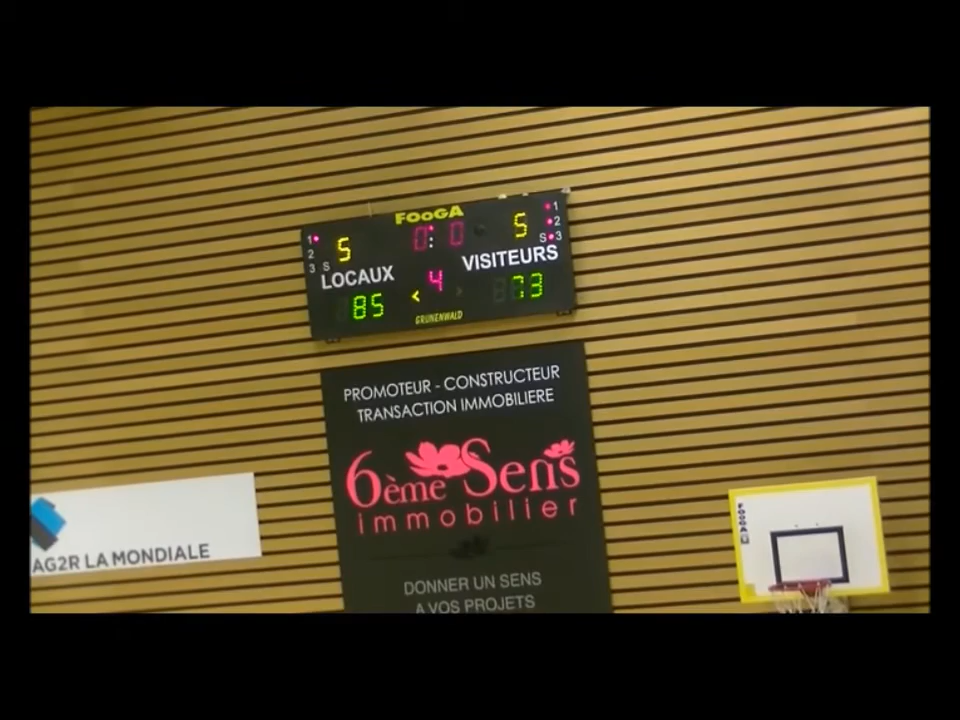 FOOGA
1 5 0:0 5 1
2 2
3 S S 3
LOCAUX VISITEURS
85 < 4 > 73
GRUNENWALD
PROMOTEUR - CONSTRUCTEUR
TRANSACTION IMMOBILIERE
6ème Sens
immobilier
DONNER UN SENS
A VOS PROJETS
AG2R LA MONDIALE